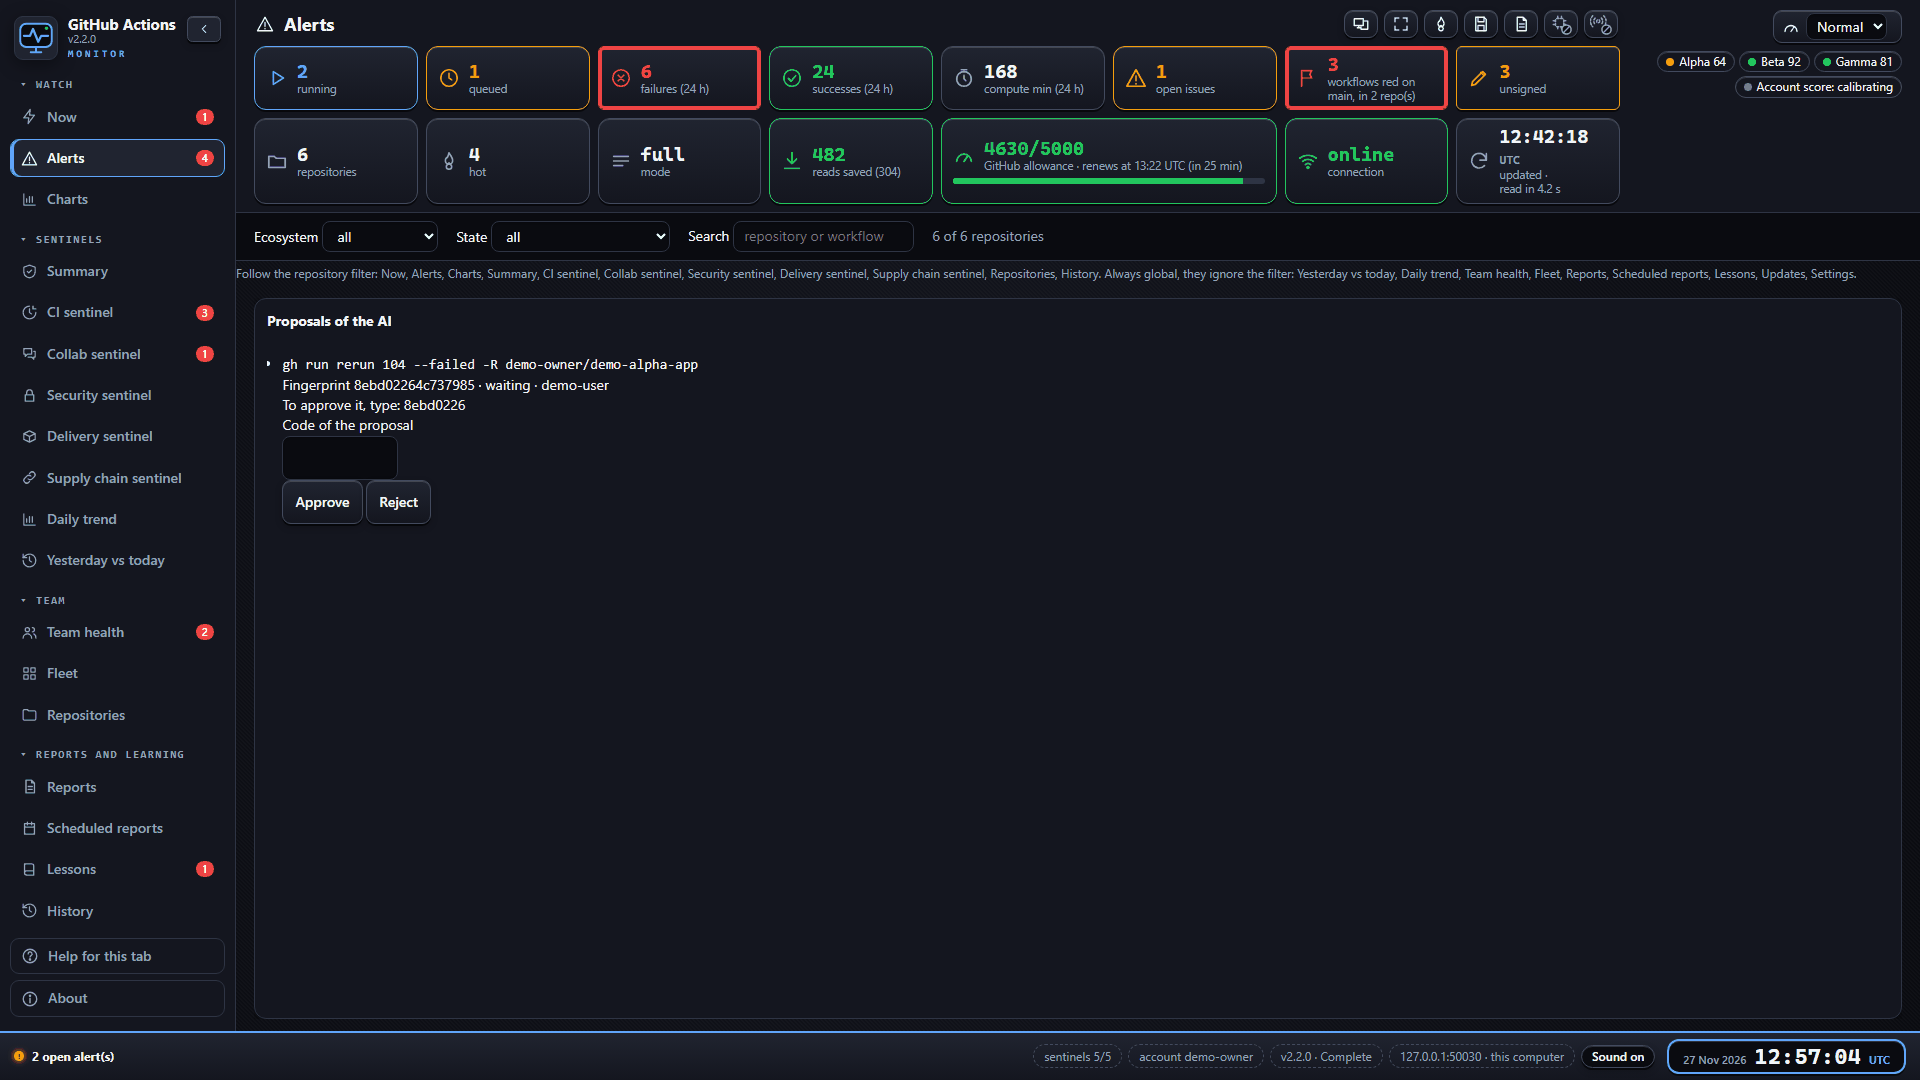 GitHub Actions
v2.2.0
MONITOR
WATCH
Now 1
Alerts 4
Charts
SENTINELS
Summary
CI sentinel 3
Collab sentinel 1
Security sentinel
Delivery sentinel
Supply chain sentinel
Daily trend
Yesterday vs today
TEAM
Team health 2
Fleet
Repositories
REPORTS AND LEARNING
Reports
Scheduled reports
Lessons 1
History
Help for this tab
About
Alerts
Normal
Alpha 64
Beta 92
Gamma 81
Account score: calibrating
2
running
1
queued
6
failures (24 h)
24
successes (24 h)
168
compute min (24 h)
1
open issues
3
workflows red on
main, in 2 repo(s)
3
unsigned
6
repositories
4
hot
full
mode
482
reads saved (304)
4630/5000
GitHub allowance · renews at 13:22 UTC (in 25 min)
online
connection
12:42:18
UTC
updated ·
read in 4.2 s
Ecosystem all State all Search repository or workflow 6 of 6 repositories
Follow the repository filter: Now, Alerts, Charts, Summary, CI sentinel, Collab sentinel, Security sentinel, Delivery sentinel, Supply chain sentinel, Repositories, History. Always global, they ignore the filter: Yesterday vs today, Daily trend, Team health, Fleet, Reports, Scheduled reports, Lessons, Updates, Settings.
Proposals of the AI
gh run rerun 104 --failed -R demo-owner/demo-alpha-app
Fingerprint 8ebd02264c737985 · waiting · demo-user
To approve it, type: 8ebd0226
Code of the proposal
Approve Reject
2 open alert(s)
sentinels 5/5
account demo-owner
v2.2.0 · Complete
127.0.0.1:50030 · this computer
Sound on
27 Nov 2026 12:57:04 UTC